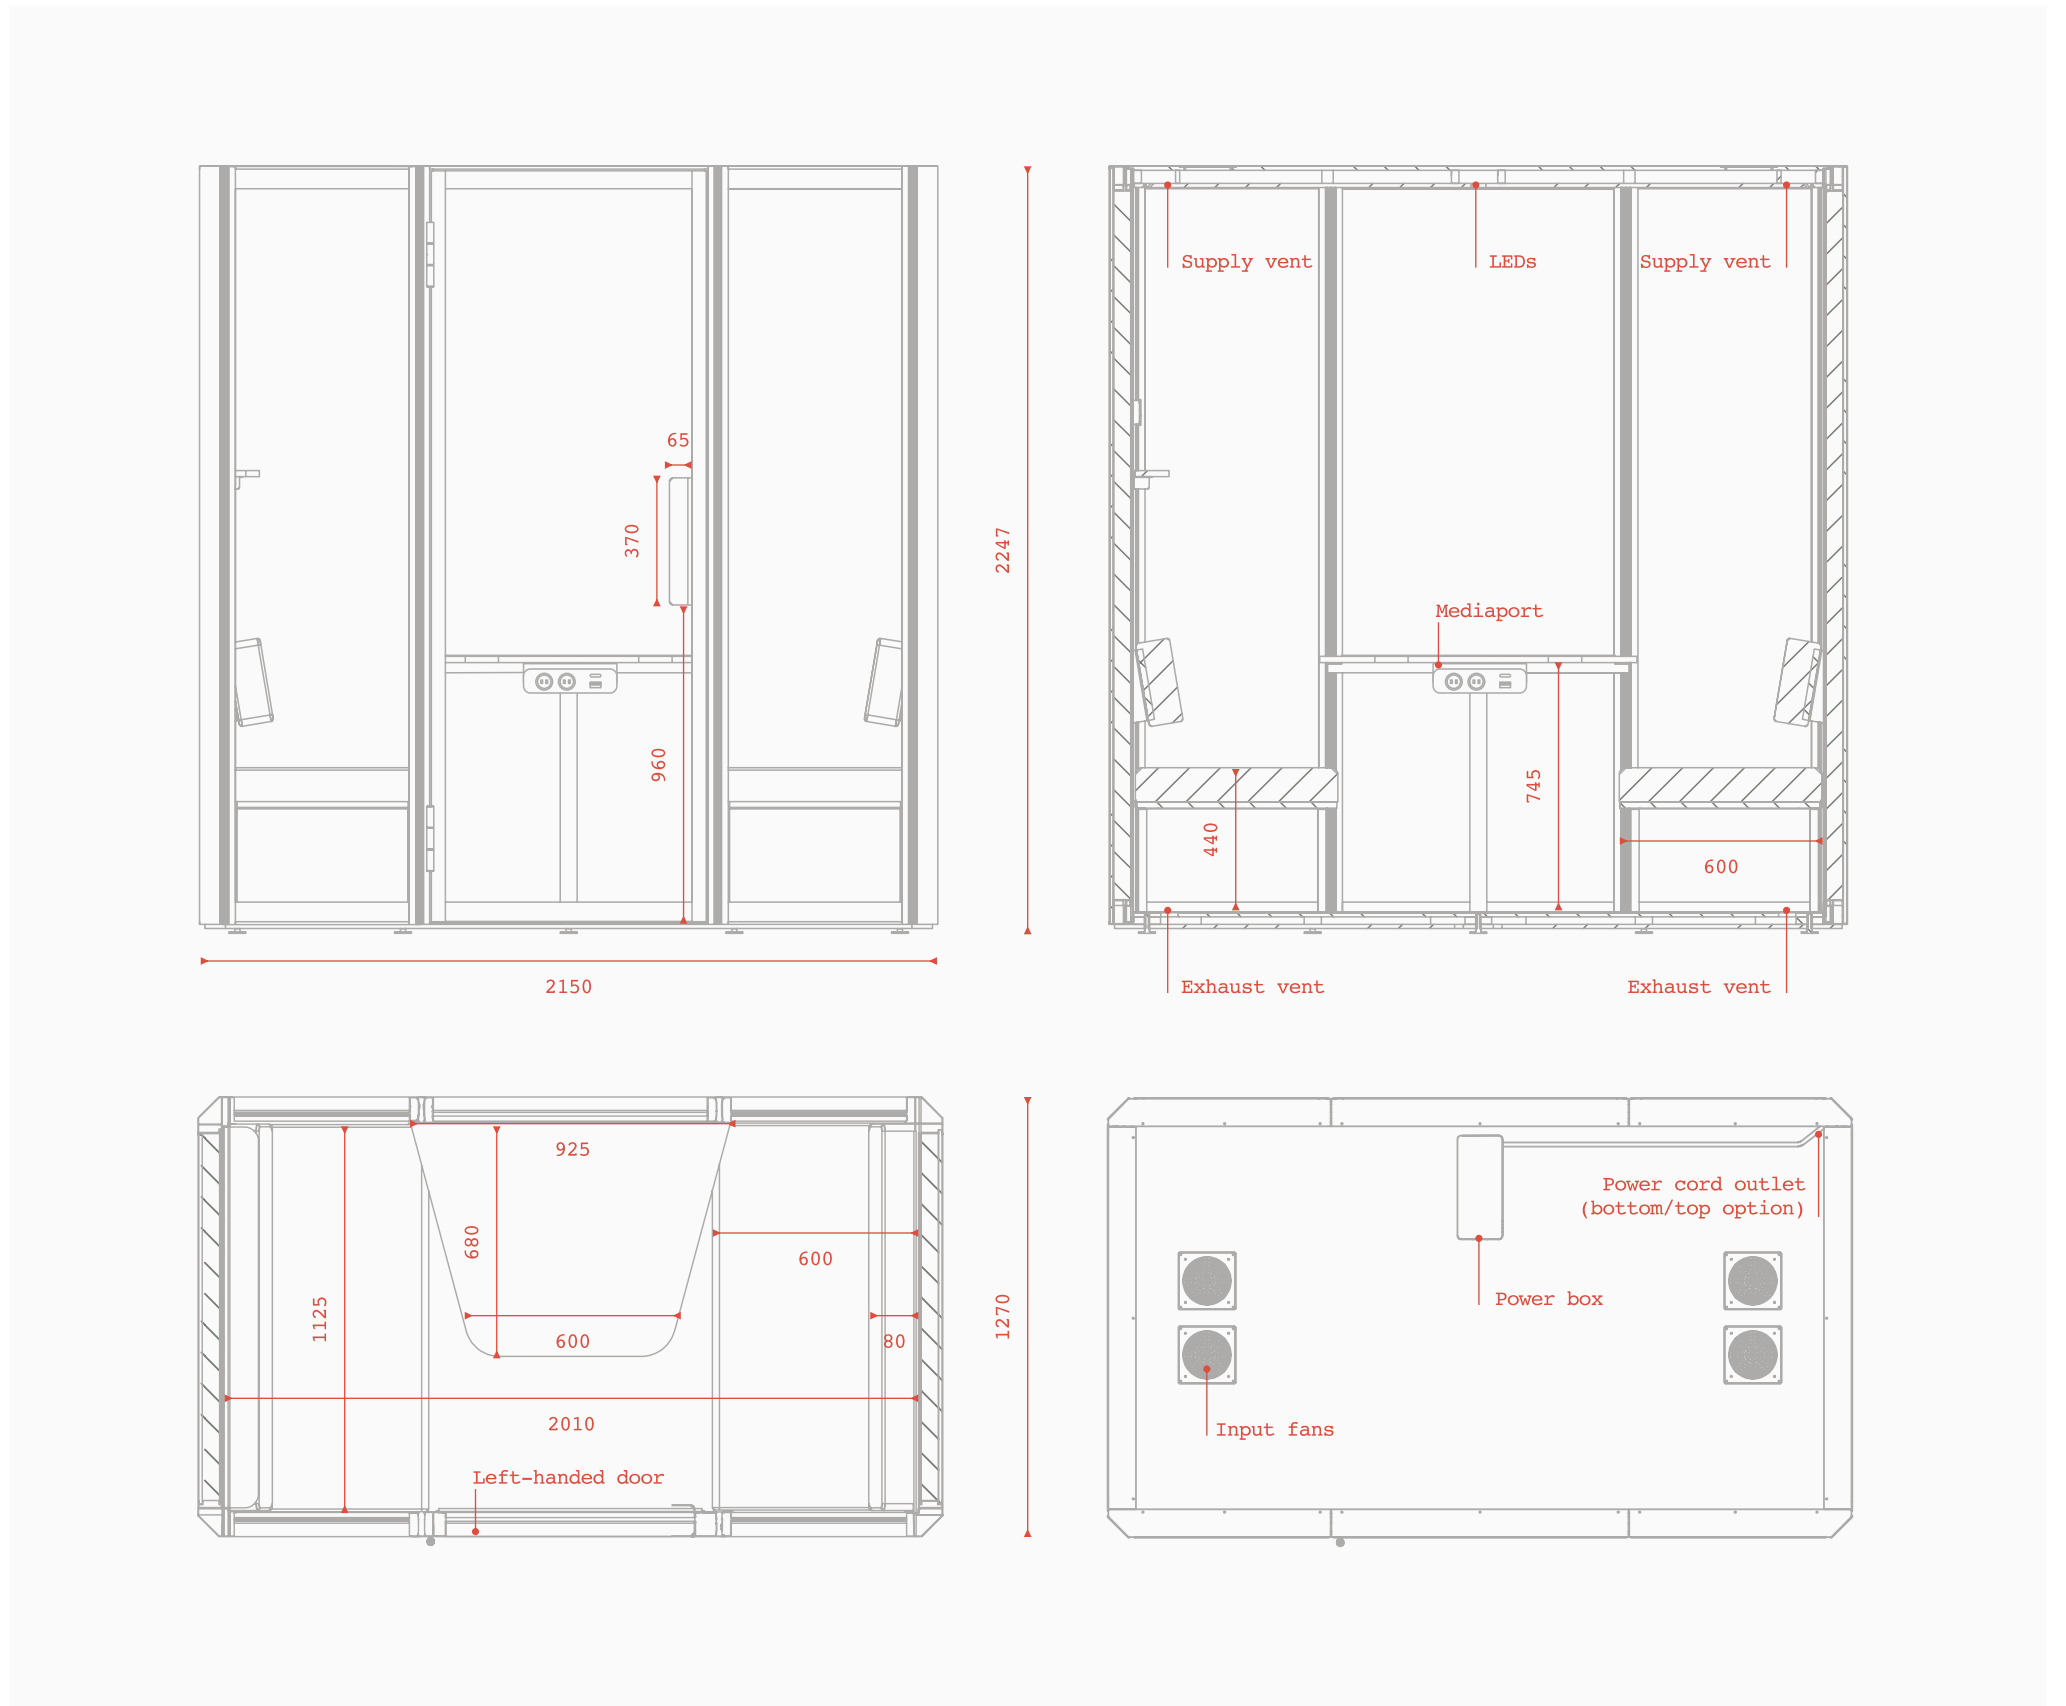 Supply vent
LEDs
Supply vent
65
370
2247
Mediaport
960
745
440
600
2150
Exhaust vent
Exhaust vent
925
680
600
1125
600
80
2010
Left-handed door
1270
Power cord outlet
(bottom/top option)
Power box
Input fans